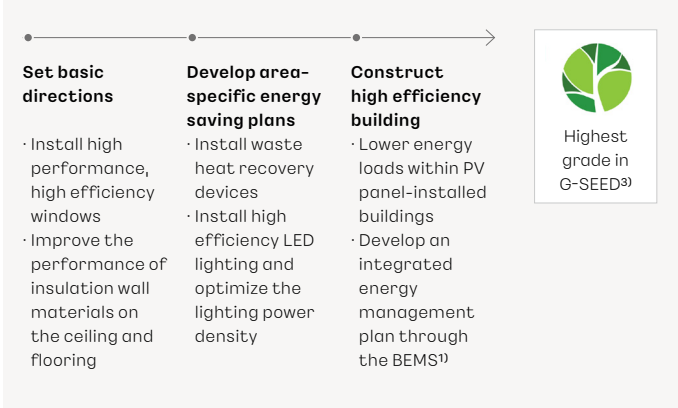 Set basic
directions
· Install high
performance,
high efficiency
windows
· Improve the
performance of
insulation wall
materials on
the ceiling and
flooring
Develop area-
specific energy
saving plans
· Install waste
heat recovery
devices
· Install high
efficiency LED
lighting and
optimize the
lighting power
density
Construct
high efficiency
building
· Lower energy
loads within PV
panel-installed
buildings
· Develop an
integrated
energy
management
plan through
the BEMS¹⁾
Highest
grade in
G-SEED³⁾